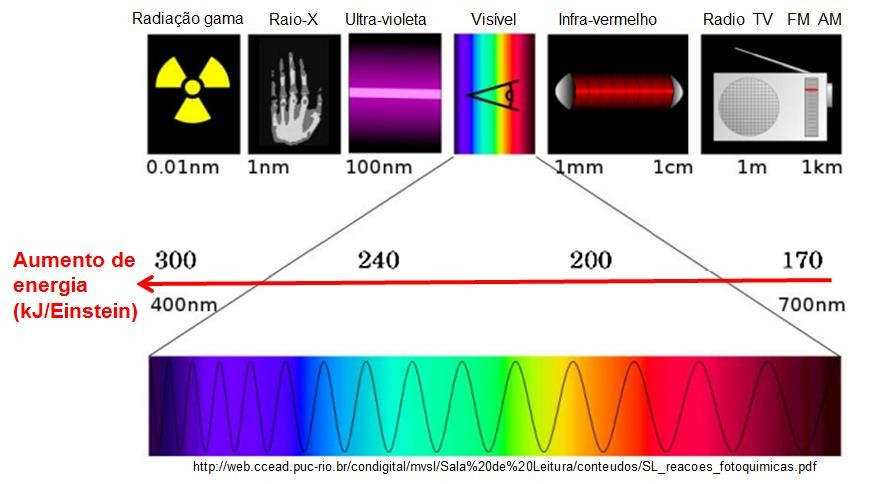 Radiação gama Raio-X Ultra-violeta Visível Infra-vermelho Radio TV FM AM
0.01nm 1nm 100nm 1mm 1cm 1m 1km
Aumento de
energia
(kJ/Einstein)
300 240 200 170
400nm 700nm
http://web.ccead.puc-rio.br/condigital/mvsl/Sala%20de%20Leitura/conteudos/SL_reacoes_fotoquimicas.pdf